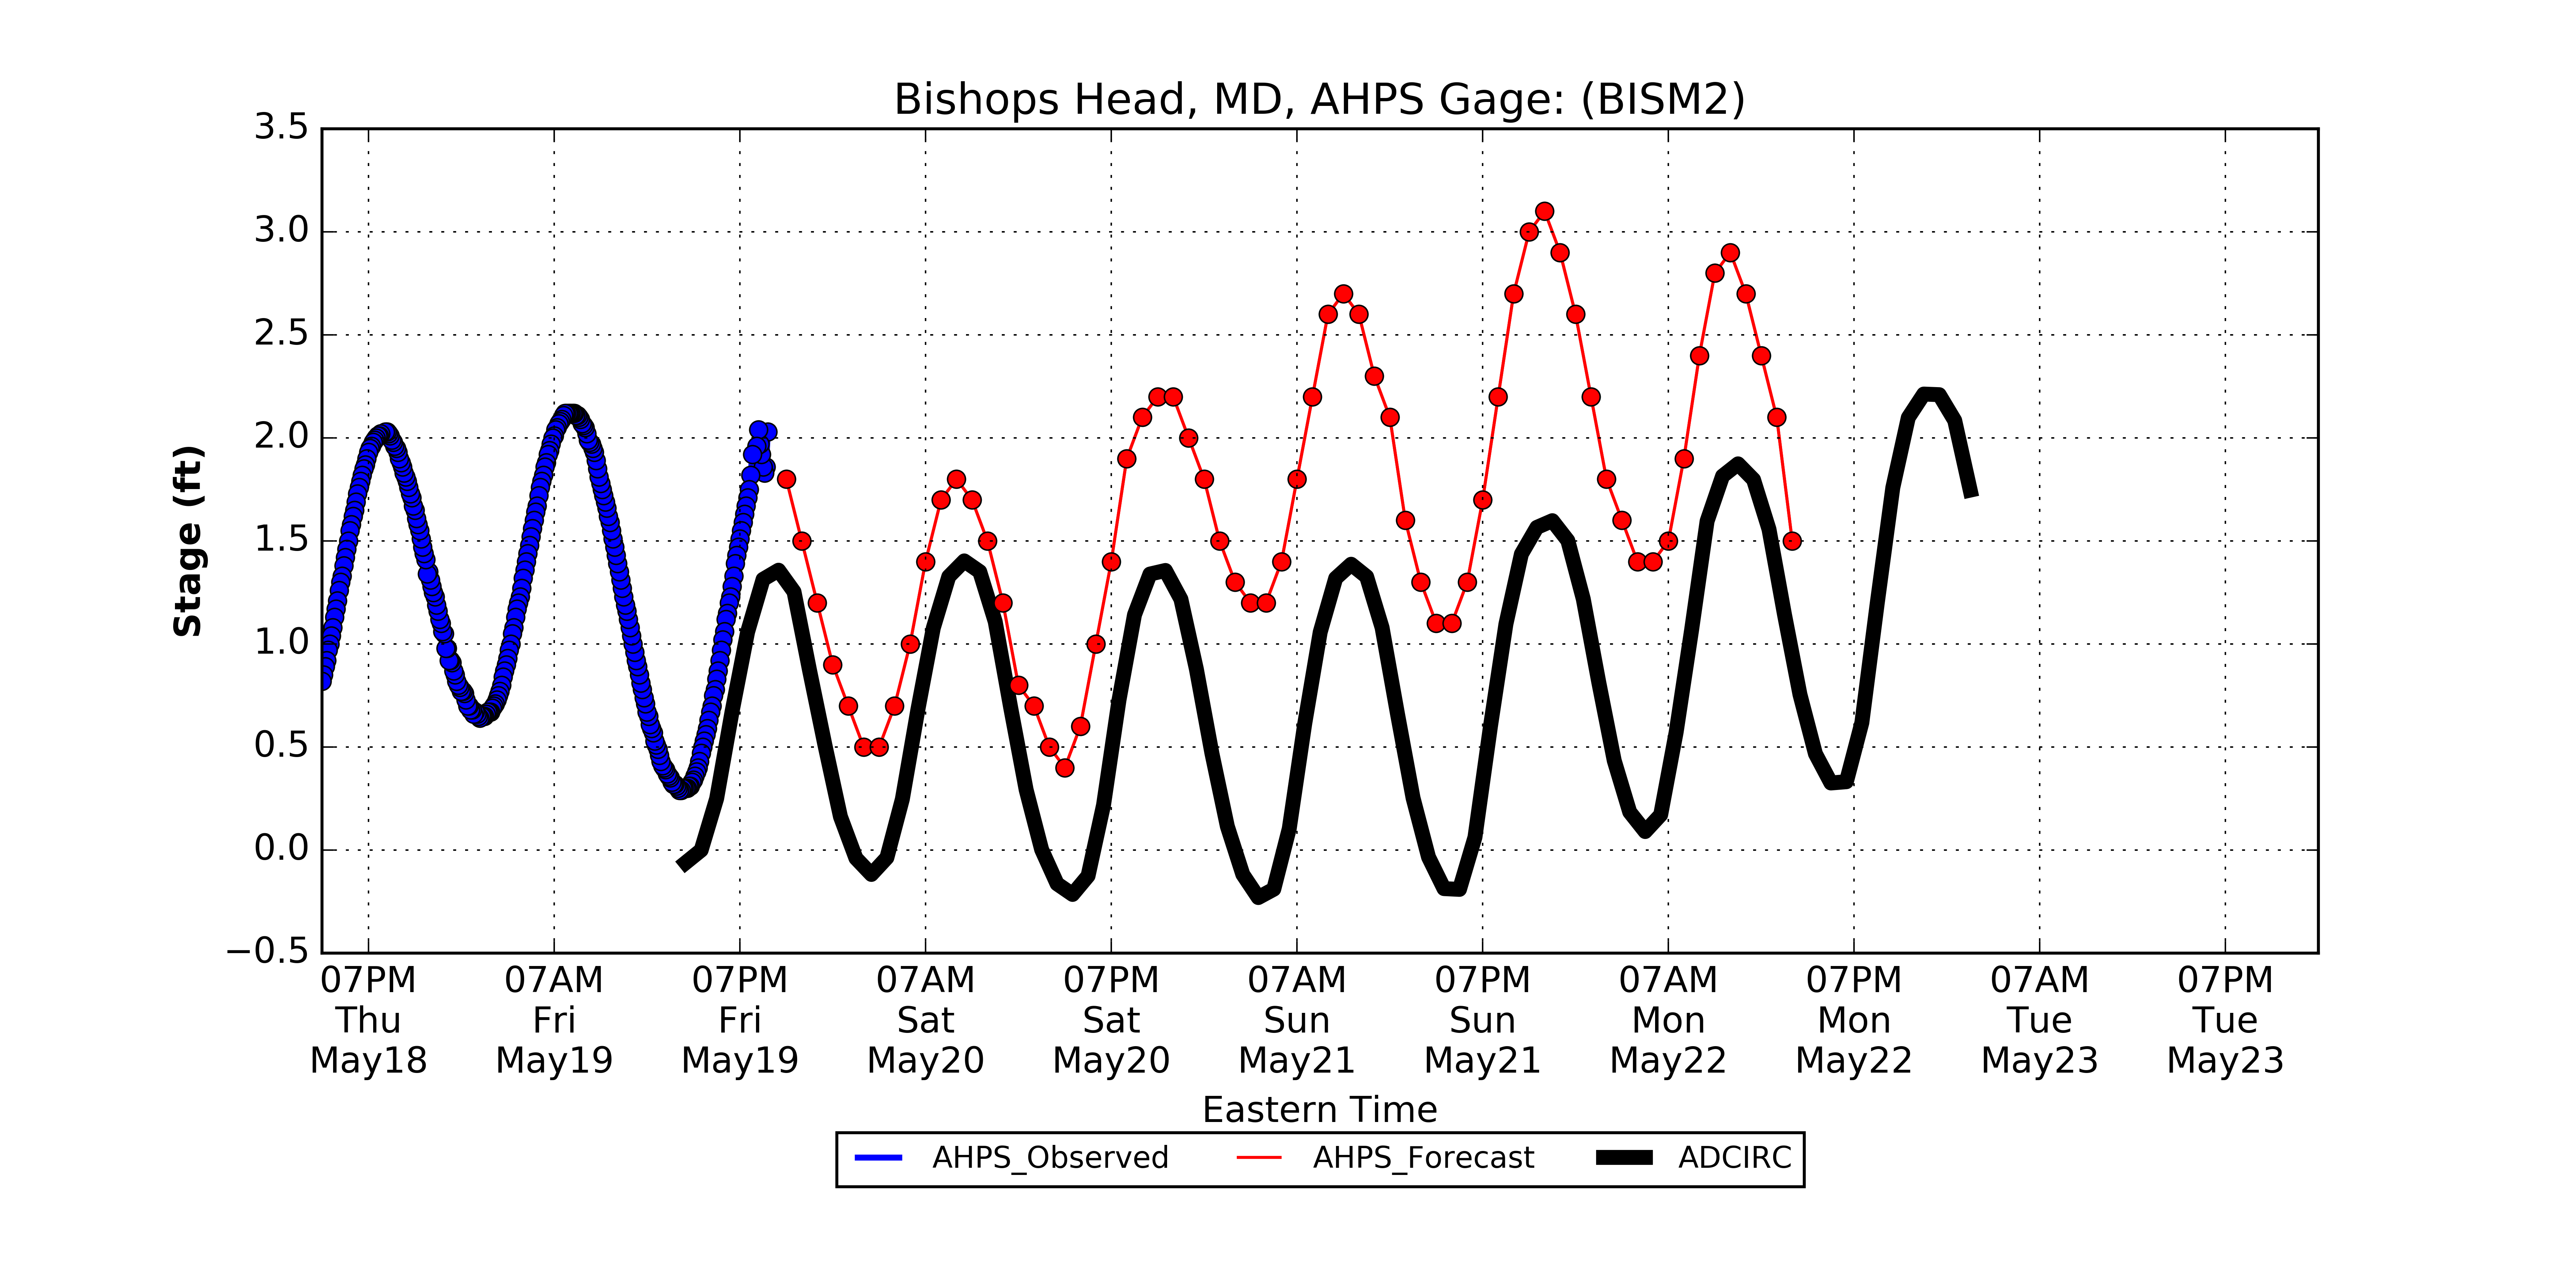 Bishops Head, MD, AHPS Gage: (BISM2)
3.5
3.0
2.5
2.0
1.5
1.0
0.5
0.0
−0.5
Stage (ft)
07PM 07AM 07PM 07AM 07PM 07AM 07PM 07AM 07PM 07AM 07PM
Thu Fri Fri Sat Sat Sun Sun Mon Mon Tue Tue
May18 May19 May19 May20 May20 May21 May21 May22 May22 May23 May23
Eastern Time
AHPS_Observed AHPS_Forecast ADCIRC